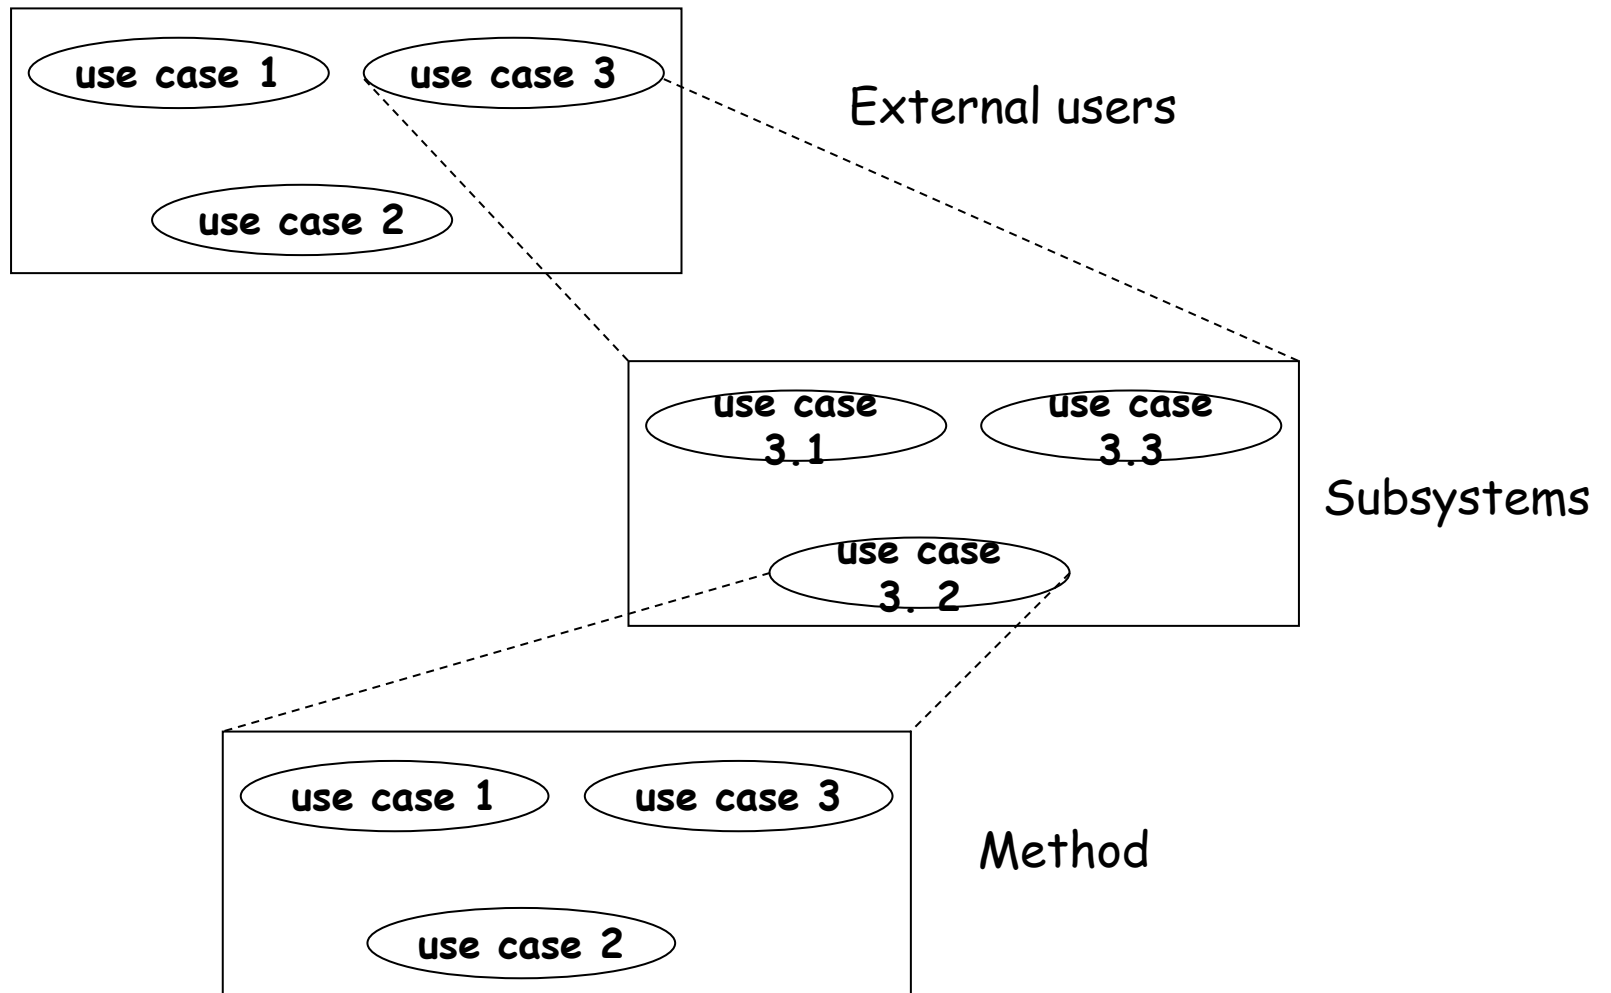 use case 1
use case 3
External users
use case 2
use case
3.1
use case
3.3
Subsystems
use case
3. 2
use case 1
use case 3
Method
use case 2